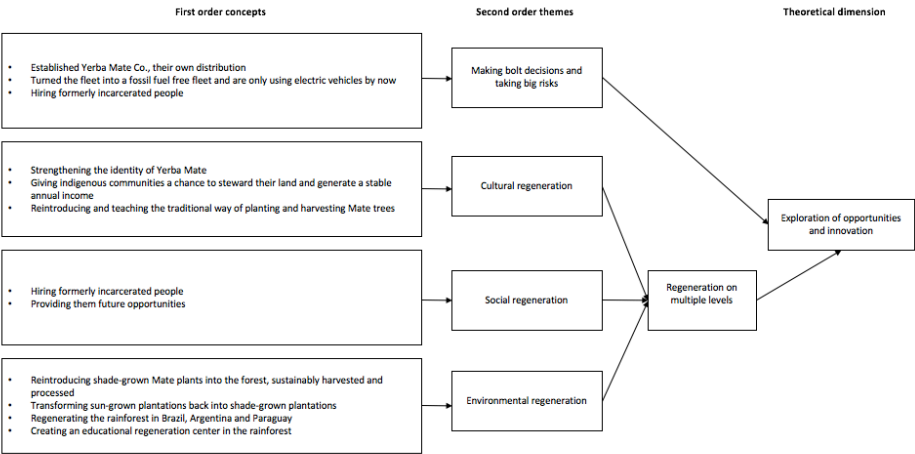 First order concepts
Second order themes
Theoretical dimension
• Established Yerba Mate Co., their own distribution
• Turned the fleet into a fossil fuel free fleet and are only using electric vehicles by now
• Hiring formerly incarcerated people
Making bolt decisions and
taking big risks
• Strengthening the identity of Yerba Mate
• Giving indigenous communities a chance to steward their land and generate a stable
annual income
• Reintroducing and teaching the traditional way of planting and harvesting Mate trees
Cultural regeneration
Exploration of opportunities
and innovation
• Hiring formerly incarcerated people
• Providing them future opportunities
Social regeneration
Regeneration on
multiple levels
• Reintroducing shade-grown Mate plants into the forest, sustainably harvested and
processed
• Transforming sun-grown plantations back into shade-grown plantations
• Regenerating the rainforest in Brazil, Argentina and Paraguay
• Creating an educational regeneration center in the rainforest
Environmental regeneration